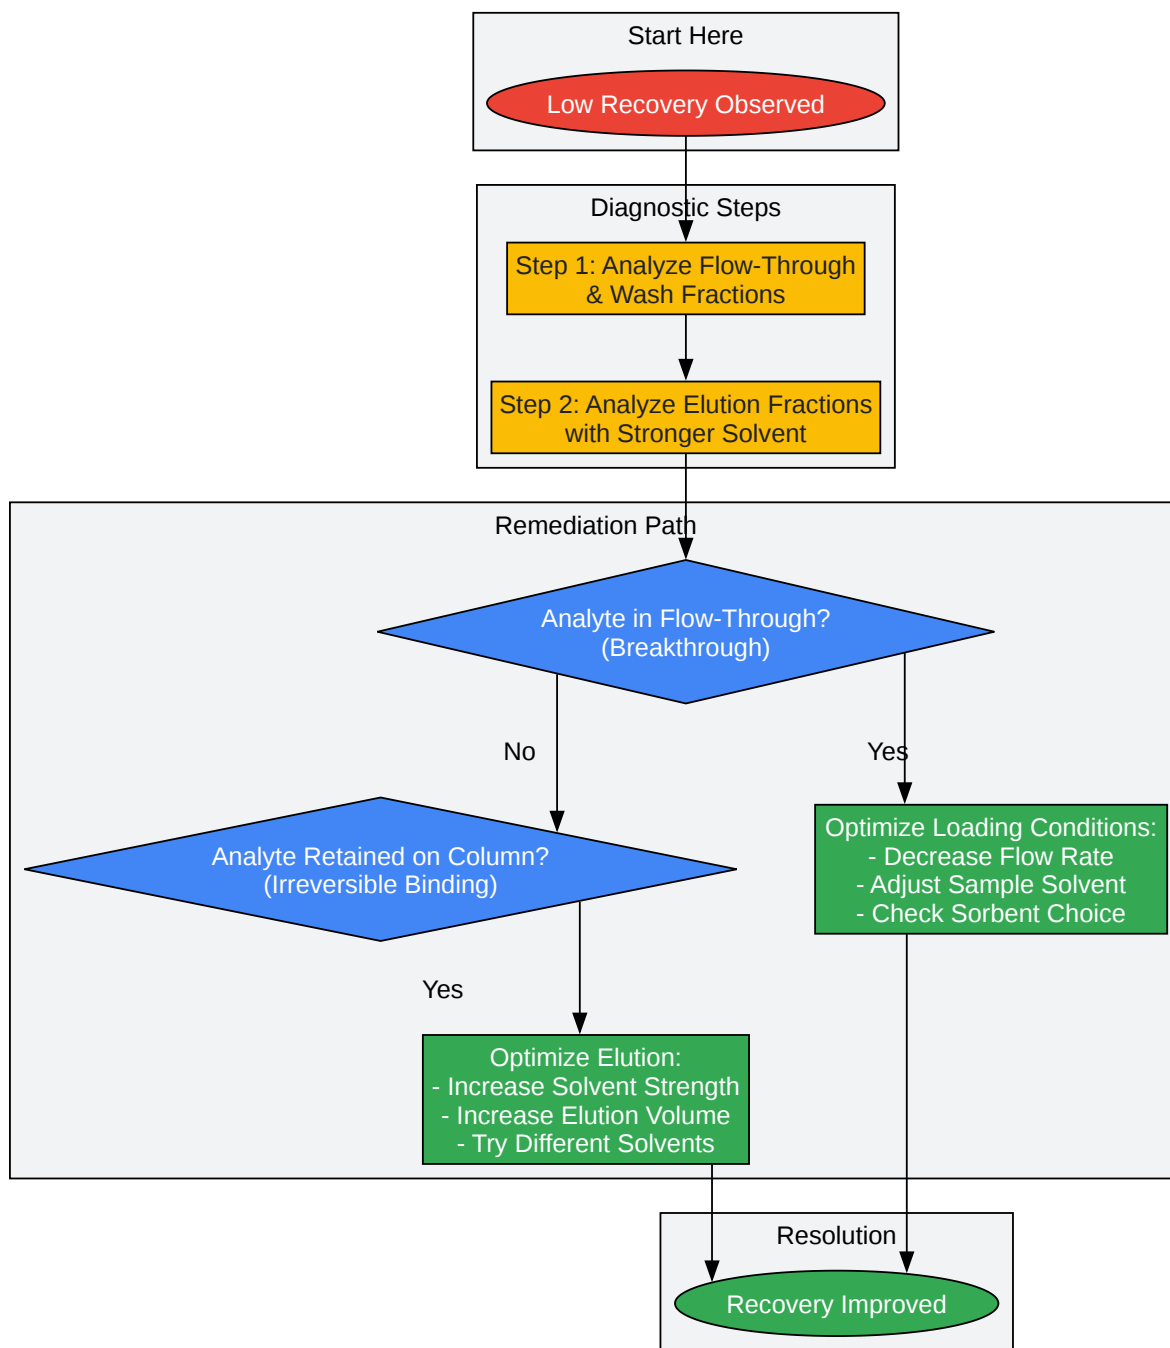 Start Here
Low Recovery Observed
Diagnostic Steps
Step 1: Analyze Flow-Through
& Wash Fractions
Step 2: Analyze Elution Fractions
with Stronger Solvent
Remediation Path
Analyte in Flow-Through?
(Breakthrough)
No
Yes
Analyte Retained on Column?
(Irreversible Binding)
Optimize Loading Conditions:
- Decrease Flow Rate
- Adjust Sample Solvent
- Check Sorbent Choice
Yes
Optimize Elution:
- Increase Solvent Strength
- Increase Elution Volume
- Try Different Solvents
Resolution
Recovery Improved